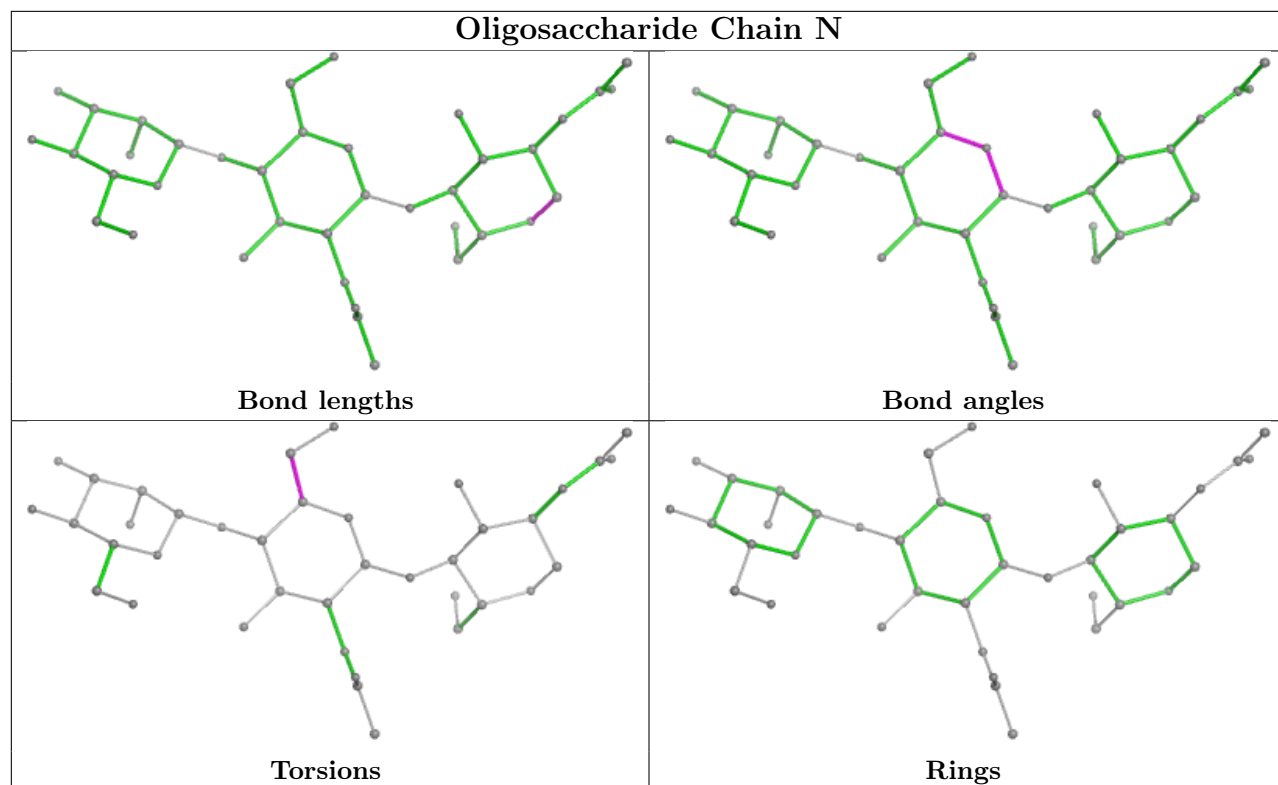 Oligosaccharide Chain N
Bond lengths
Bond angles
Torsions
Rings